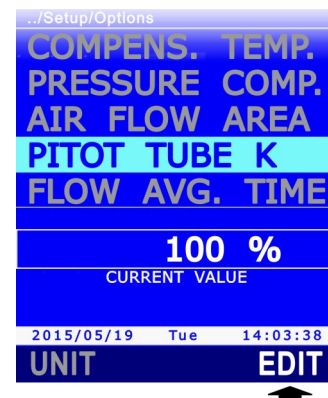 ../Setup/Options
COMPENS. TEMP.
PRESSURE COMP.
AIR FLOW AREA
PITOT TUBE K
FLOW AVG. TIME
100 %
CURRENT VALUE
2015/05/19 Tue 14:03:38
UNIT EDIT